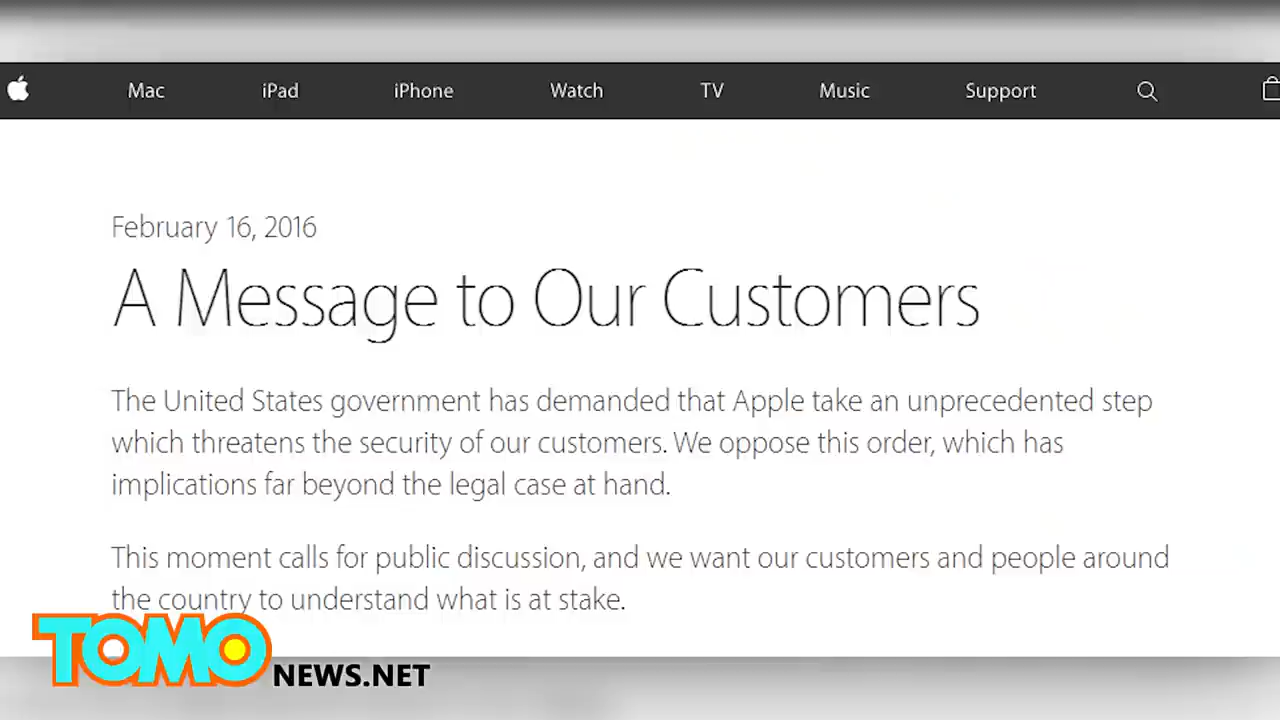 Mac iPad iPhone Watch TV Music Support
February 16, 2016
A Message to Our Customers
The United States government has demanded that Apple take an unprecedented step
which threatens the security of our customers. We oppose this order, which has
implications far beyond the legal case at hand.
This moment calls for public discussion, and we want our customers and people around
the country to understand what is at stake.
TOMO
NEWS.NET